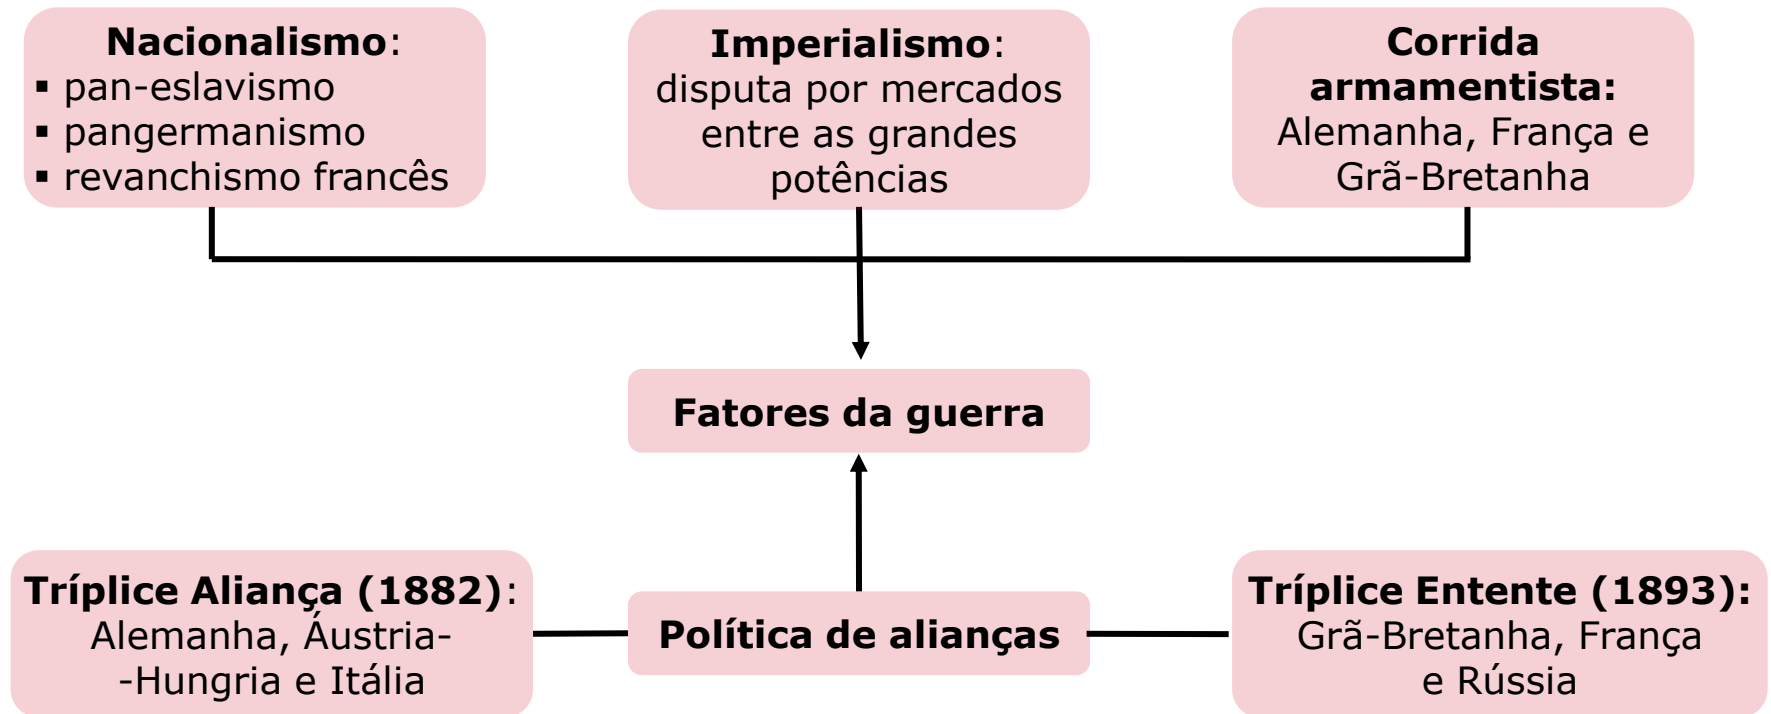 Nacionalismo:
▪ pan-eslavismo
▪ pangermanismo
▪ revanchismo francês
Imperialismo:
disputa por mercados
entre as grandes
potências
Corrida
armamentista:
Alemanha, França e
Grã-Bretanha
Fatores da guerra
Tríplice Aliança (1882):
Alemanha, Áustria-
-Hungria e Itália
Política de alianças
Tríplice Entente (1893):
Grã-Bretanha, França
e Rússia